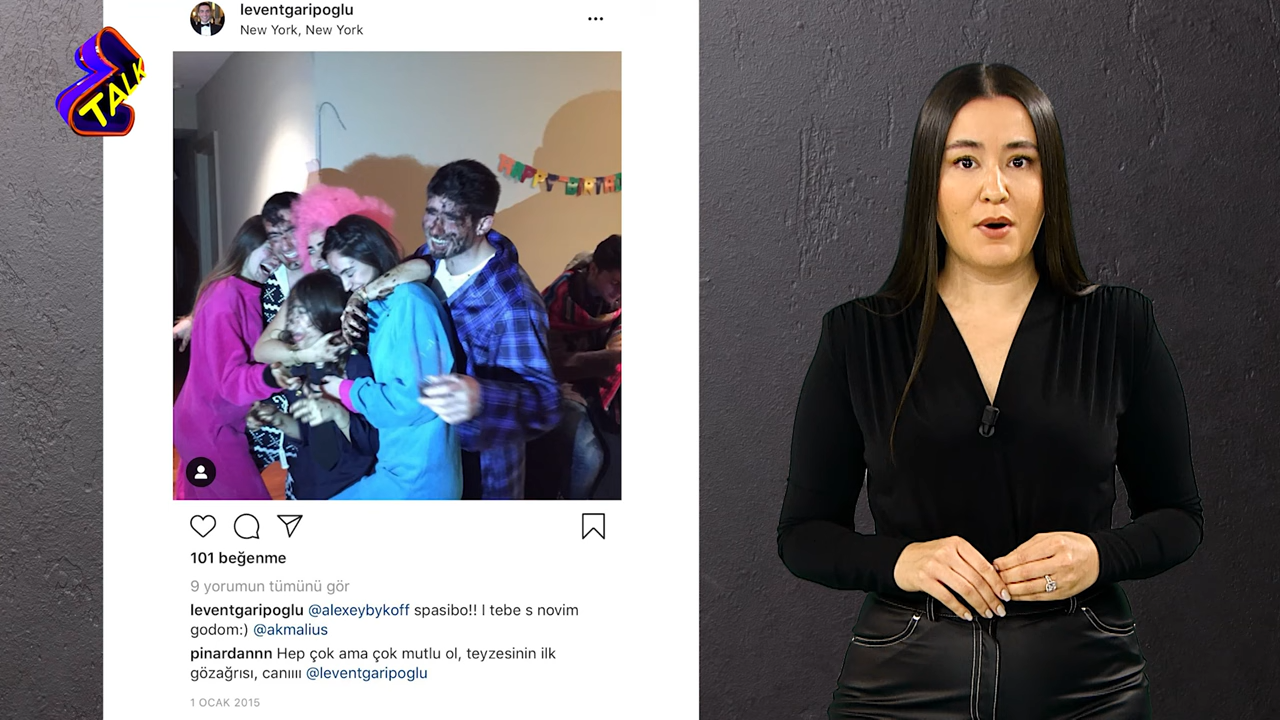 leventgaripoglu
New York, New York
TALK
101 beğenme
9 yorumun tümünü gör
leventgaripoglu @alexeybykoff spasibo!! I tebe s novim
godom:) @akmalius
pinardannn Hep çok ama çok mutlu ol, teyzesinin ilk
gözağrısı, canıııı @leventgaripoglu
1 OCAK 2015